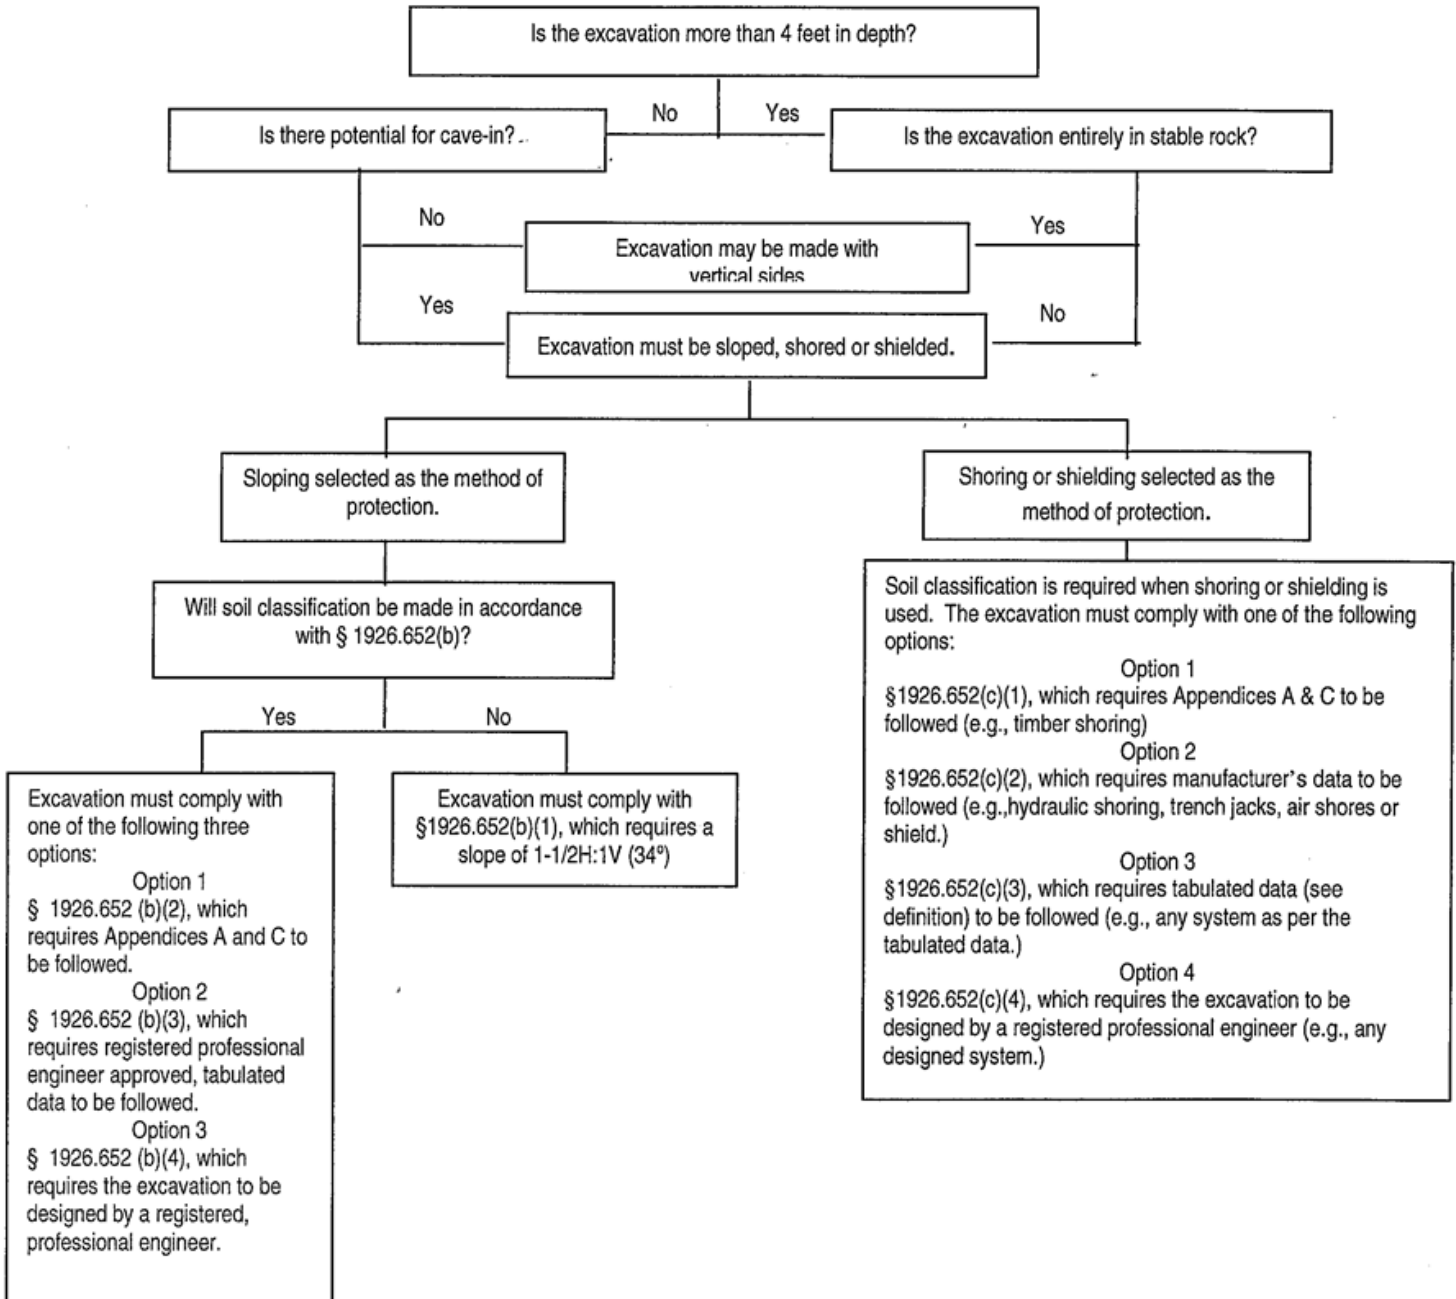 Is the excavation more than 4 feet in depth?
No
Yes
Is there potential for cave-in?
Is the excavation entirely in stable rock?
No
Yes
Excavation may be made with
vertical sides
Yes
No
Excavation must be sloped, shored or shielded.
Sloping selected as the method of
protection.
Shoring or shielding selected as the
method of protection.
Will soil classification be made in accordance
with § 1926.652(b)?
Yes
No
Excavation must comply with
one of the following three
options:
Option 1
§ 1926.652 (b)(2), which
requires Appendices A and C to
be followed.
Option 2
§ 1926.652 (b)(3), which
requires registered professional
engineer approved, tabulated
data to be followed.
Option 3
§ 1926.652 (b)(4), which
requires the excavation to be
designed by a registered,
professional engineer.
Excavation must comply with
§1926.652(b)(1), which requires a
slope of 1-1/2H:1V (34º)
Soil classification is required when shoring or shielding is
used. The excavation must comply with one of the following
options:
Option 1
§1926.652(c)(1), which requires Appendices A & C to be
followed (e.g., timber shoring)
Option 2
§1926.652(c)(2), which requires manufacturer's data to be
followed (e.g.,hydraulic shoring, trench jacks, air shores or
shield.)
Option 3
§1926.652(c)(3), which requires tabulated data (see
definition) to be followed (e.g., any system as per the
tabulated data.)
Option 4
§1926.652(c)(4), which requires the excavation to be
designed by a registered professional engineer (e.g., any
designed system.)